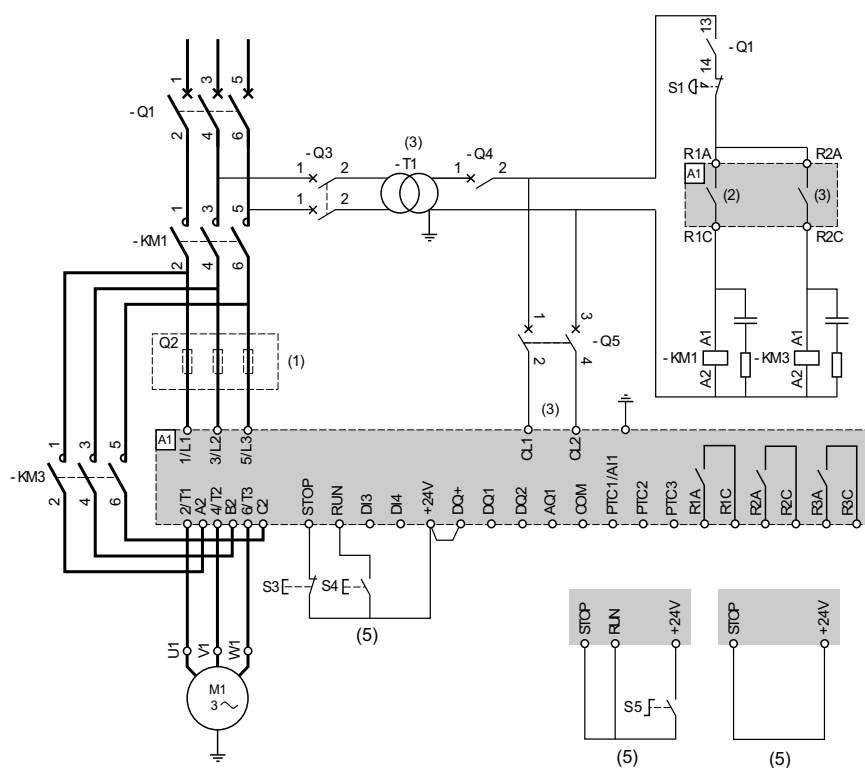 1 3 5
- Q1
2 4 6
13
- Q1
14
S1
- Q3
(3)
- T1
- Q4
1 2
1 2
1 2
R1A R2A
A1
(2) (3)
R1C R2C
1 3 5
- KM1
2 4 6
Q2
(1)
1 3
- Q5
2 4
A1 A1
- KM1 - KM3
A2 A2
(3)
A1
1/L1 3/L2 5/L3 CL1 CL2
1 3 5
- KM3
2 4 6
2/T1 A2 4/T2 B2 6/T3 C2 STOP RUN DI3 DI4 +24V DQ+ DQ1 DQ2 AQ1 COM PTC1/AI1 PTC2 PTC3 R1A R1C R2A R2C R3A R3C
S3 S4
(5)
STOP RUN +24V
STOP +24V
U1 V1 W1
M1
3
S5
(5) (5)